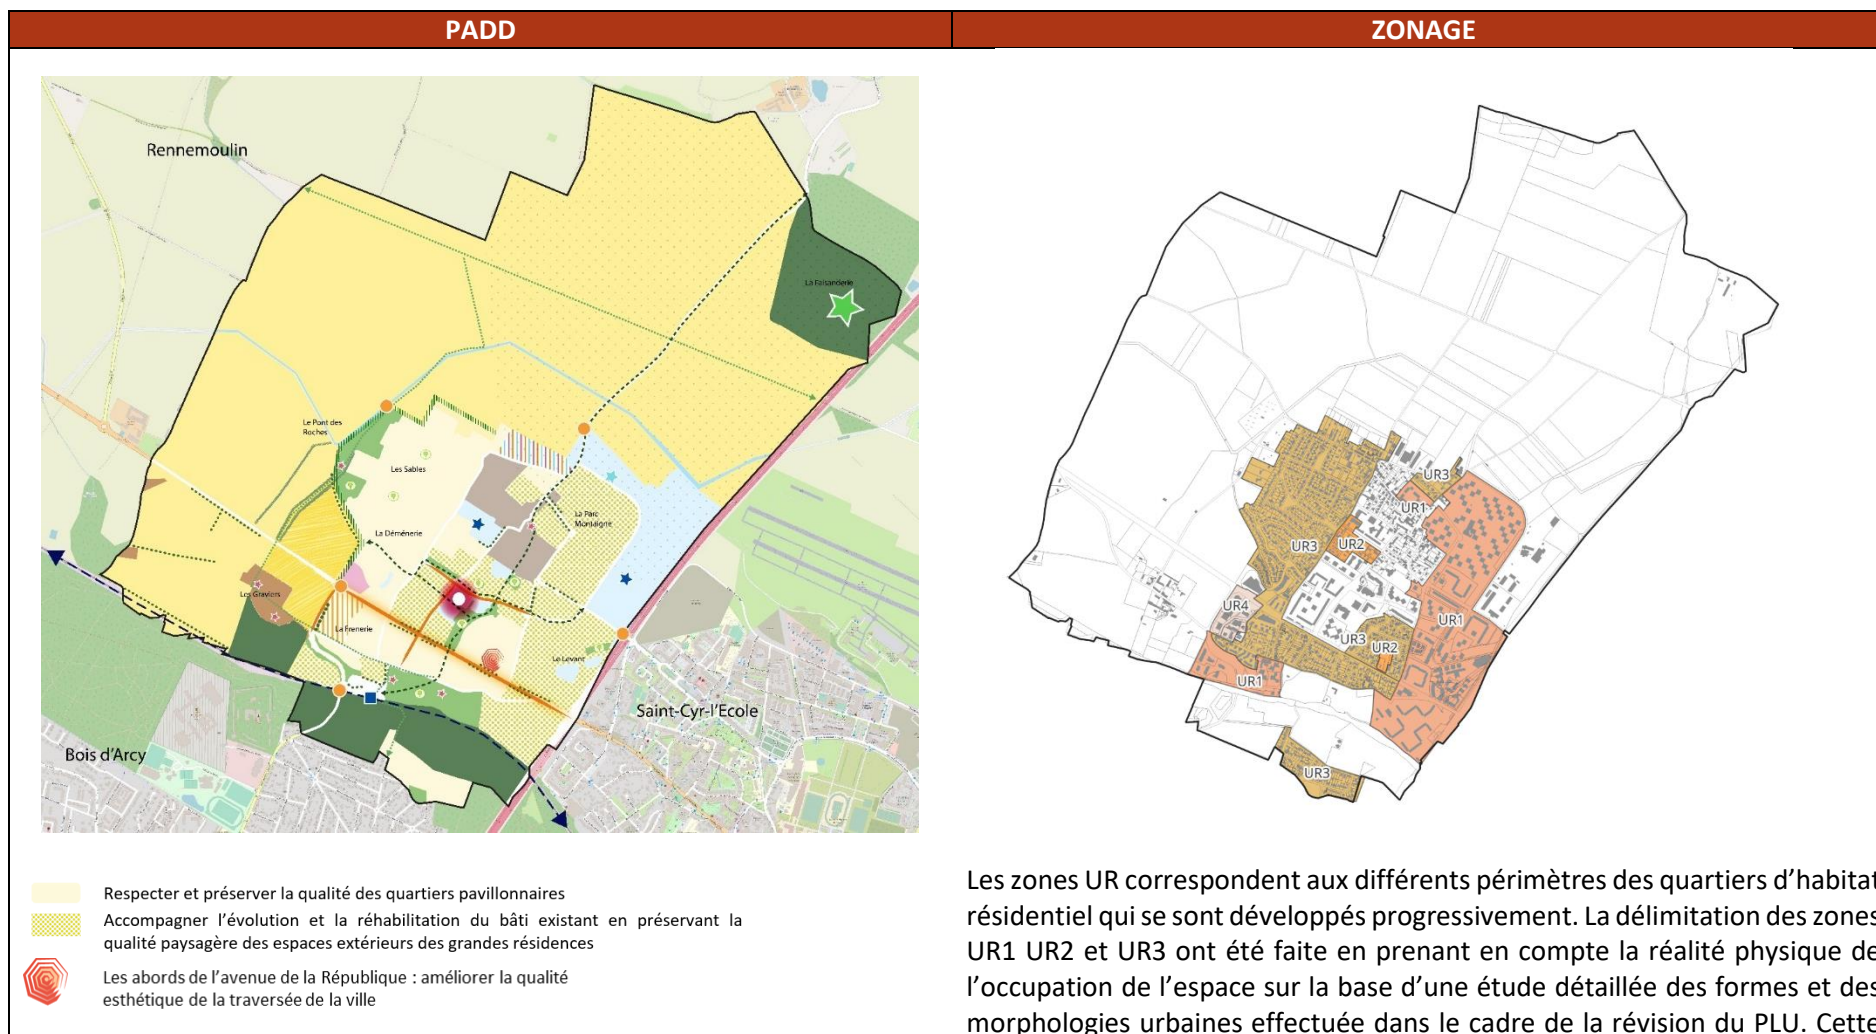 PADD
ZONAGE
Rennemoulin
La Faisanderie
Le Pont des
Roches
Les Sables
La Parc
Montaigne
La Déménerie
Les Graviers
La Frenerie
Le Levant
Saint-Cyr-l'Ecole
Bois d'Arcy
UR3
UR1
UR2
UR3
UR4
UR1
UR3
UR2
UR1
UR3
Respecter et préserver la qualité des quartiers pavillonnaires
Accompagner l'évolution et la réhabilitation du bâti existant en préservant la
qualité paysagère des espaces extérieurs des grandes résidences
Les abords de l'avenue de la République : améliorer la qualité
esthétique de la traversée de la ville
Les zones UR correspondent aux différents périmètres des quartiers d'habitat
résidentiel qui se sont développés progressivement. La délimitation des zones
UR1 UR2 et UR3 ont été faite en prenant en compte la réalité physique de
l'occupation de l'espace sur la base d'une étude détaillée des formes et des
morphologies urbaines effectuée dans le cadre de la révision du PLU. Cette